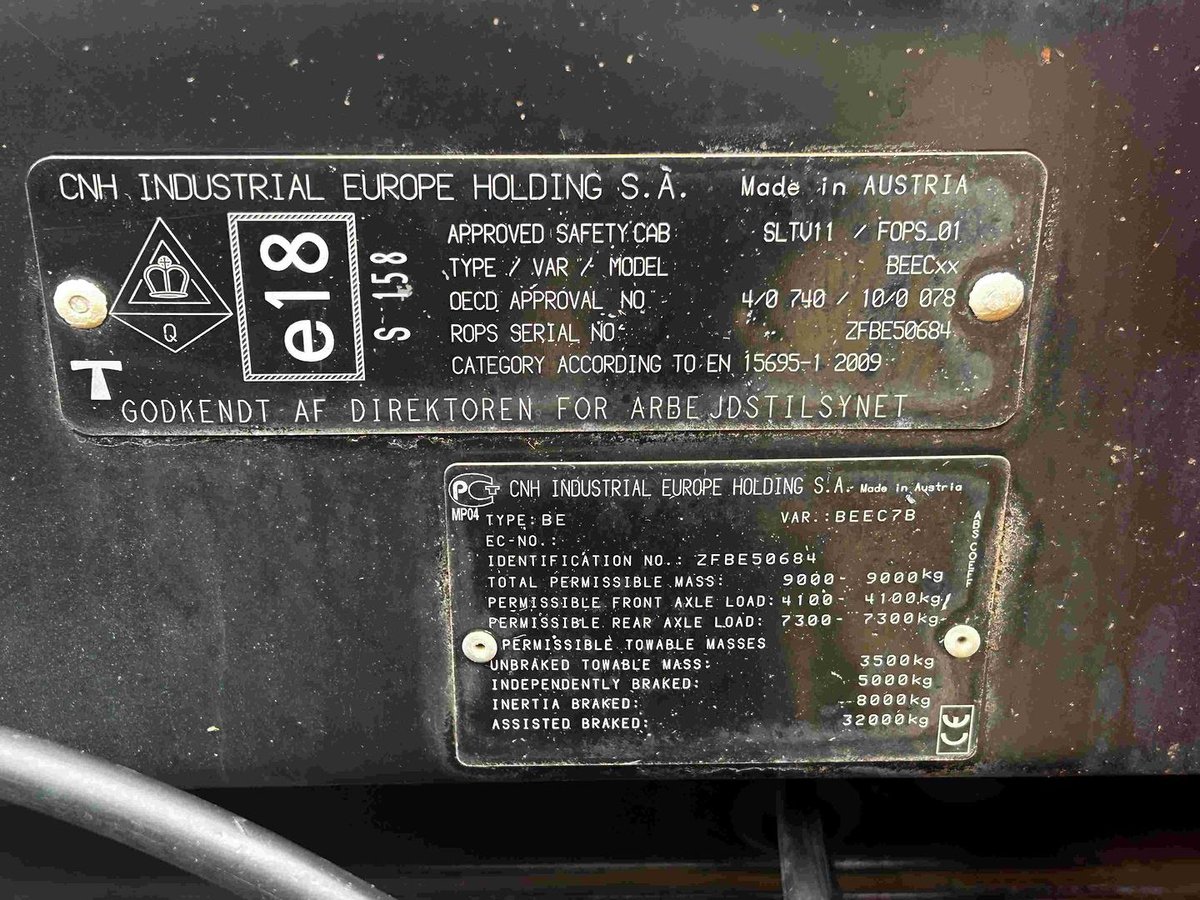 CNH INDUSTRIAL EUROPE HOLDING S.A. Made in AUSTRIA
APPROVED SAFETY CAB SLTV11 / FOPS_01
TYPE / VAR / MODEL BEECxx
OECD APPROVAL NO 4/0 740 / 10/0 078
ROPS SERIAL NO ZFBE50684
CATEGORY ACCORDING TO EN 15695-1 2009
Q
e18
S-158
T
GODKENDT AF DIREKTOREN FOR ARBEJDSTILSYNET
PCT CNH INDUSTRIAL EUROPE HOLDING S.A. Made in Austria
MP04
TYPE: BE VAR.: BEEC7B
EC-NO.:
IDENTIFICATION NO.: ZFBE50684
TOTAL PERMISSIBLE MASS: 9000- 9000kg
PERMISSIBLE FRONT AXLE LOAD: 4100- 4100kg
PERMISSIBLE REAR AXLE LOAD: 7300- 7300kg
PERMISSIBLE TOWABLE MASSES
UNBRAKED TOWABLE MASS: 3500kg
INDEPENDENTLY BRAKED: 5000kg
INERTIA BRAKED: 8000kg
ASSISTED BRAKED: 32000kg
ABS COEFF
CE